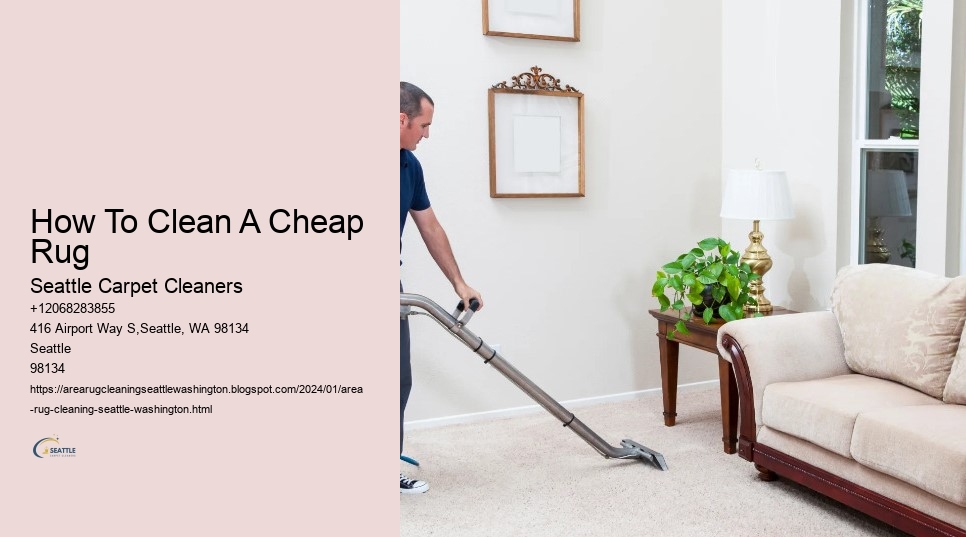 How To Clean A Cheap
Rug
Seattle Carpet Cleaners
+12068283855
416 Airport Way S,Seattle, WA 98134
Seattle
98134
https://arearugcleaningseattlewashington.blogspot.com/2024/01/area
-rug-cleaning-seattle-washington.html
SEATTLE